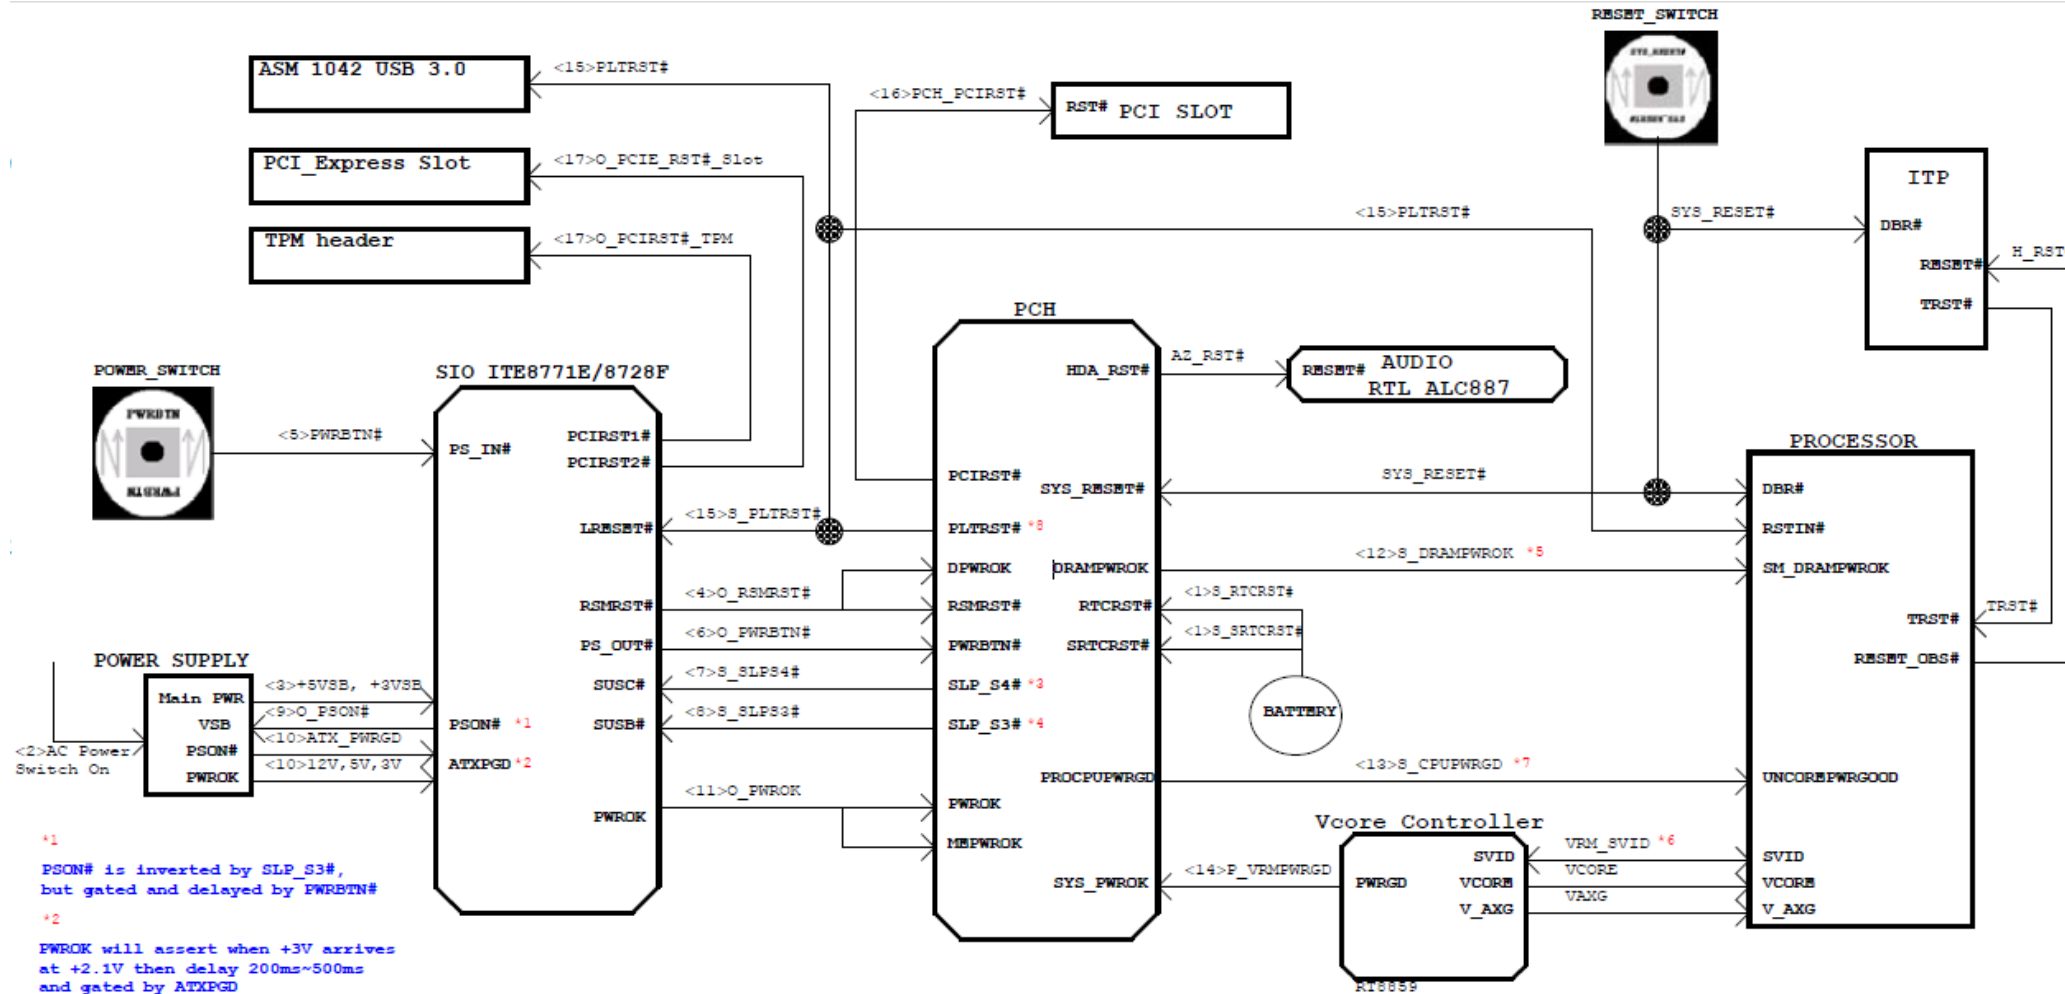 RESET_SWITCH
SYS_RESET#
ASM 1042 USB 3.0
<15>PLTRST#
<16>PCH_PCIRST#
RST# PCI SLOT
PCI_Express Slot
<17>O_PCIE_RST#_Slot
ITP
<15>PLTRST#
SYS_RESET#
DBR#
TPM header
<17>O_PCIRST#_TPM
H_RST
RESET#
TRST#
PCH
POWER_SWITCH
SIO ITE8771E/8728F
HDA_RST#
AZ_RST#
RESET# AUDIO
RTL ALC887
PWRBTN
<5>PWRBTN#
PS_IN#
PCIRST1#
PCIRST2#
PROCESSOR
PCIRST#
SYS_RESET#
SYS_RESET#
DBR#
LRESET#
<15>S_PLTRST#
PLTRST# *8
RSTIN#
DPWROK
DRAMPWROK
<12>S_DRAMPWROK *5
SM_DRAMPWROK
RSMRST#
<4>O_RSMRST#
RSMRST#
RTCRST#
<1>S_RTCRST#
TRST#
TRST#
PS_OUT#
<6>O_PWRBTN#
PWRBTN#
SRTCRST#
<1>S_SRTCRST#
RESET_OBS#
POWER SUPPLY
Main PWR
<3>+5VSB, +3VSB
SUSC#
<7>S_SLPS4#
SLP_S4# *3
VSB
<9>O_PSON#
PSON# *1
SUSB#
<8>S_SLPS3#
SLP_S3# *4
BATTERY
<2>AC Power
Switch On
PSON#
<10>ATX_PWRGD
PWROK
<10>12V,5V,3V
ATXPGD *2
PROCPUPWRGD
<13>S_CPUPWRGD *7
UNCOREPWRGOOD
PWROK
<11>O_PWROK
PWROK
MEPWROK
Vcore Controller
SVID
VRM_SVID *6
SVID
SYS_PWROK
<14>P_VRMPWRGD
PWRGD
VCORE
VCORE
VCORE
V_AXG
VAXG
V_AXG
RT8859
*1
PSON# is inverted by SLP_S3#,
but gated and delayed by PWRBTN#
*2
PWROK will assert when +3V arrives
at +2.1V then delay 200ms~500ms
and gated by ATXPGD